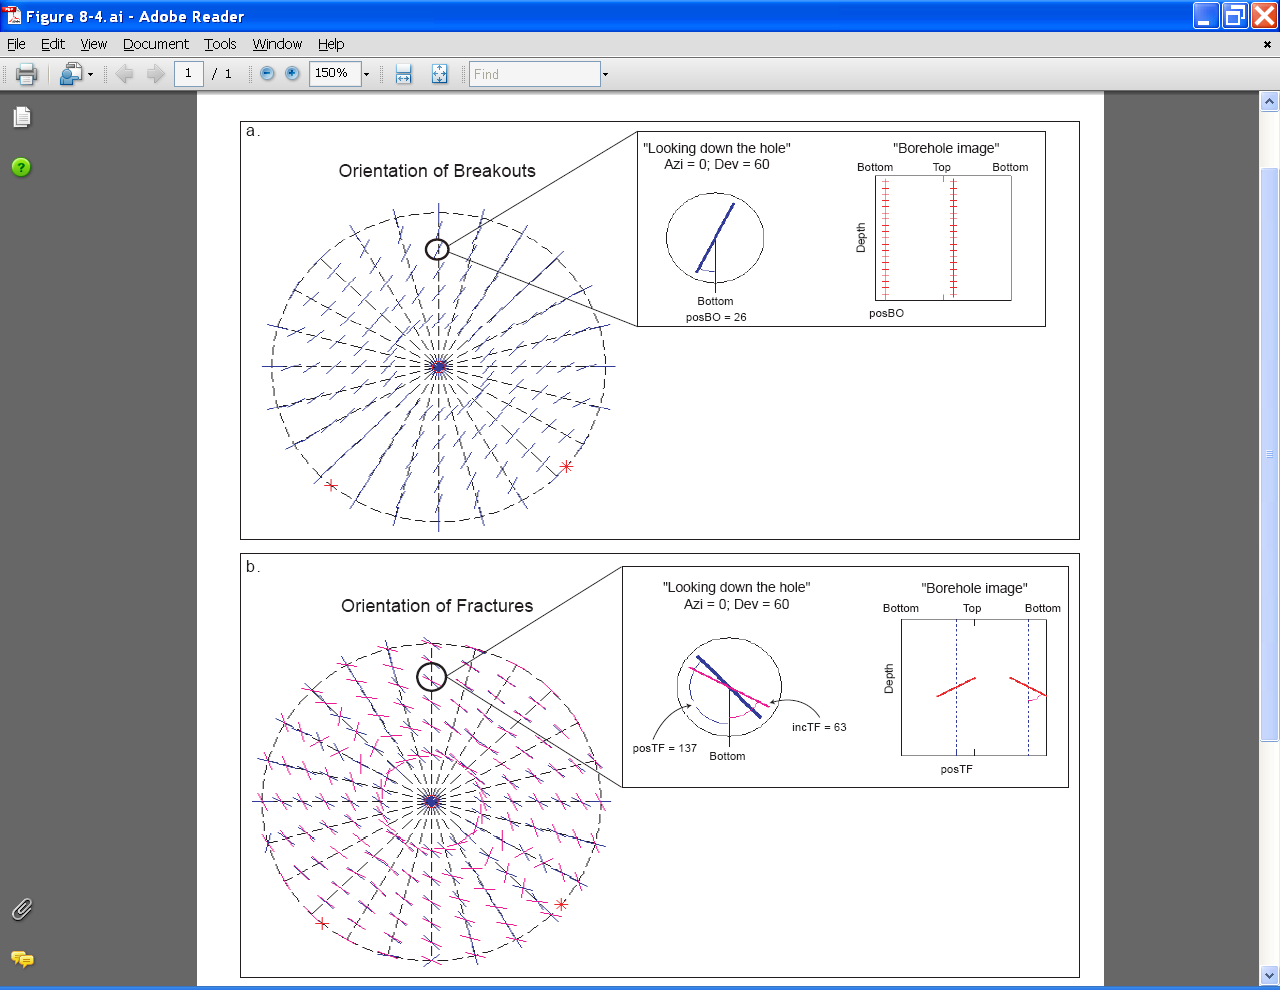 Figure 8-4.ai - Adobe Reader
File Edit View Document Tools Window Help
1 / 1 150% Find
a.
Orientation of Breakouts
"Looking down the hole"
Azi = 0; Dev = 60
Bottom
posBO = 26
"Borehole image"
Bottom Top Bottom
Depth
posBO
b.
Orientation of Fractures
"Looking down the hole"
Azi = 0; Dev = 60
posTF = 137
Bottom
incTF = 63
"Borehole image"
Bottom Top Bottom
Depth
posTF